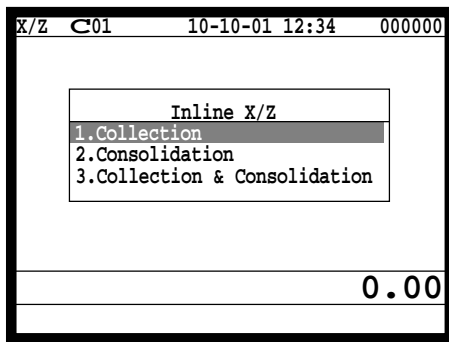 X/Z C01 10-10-01 12:34 000000
Inline X/Z
1.Collection
2.Consolidation
3.Collection & Consolidation
0.00